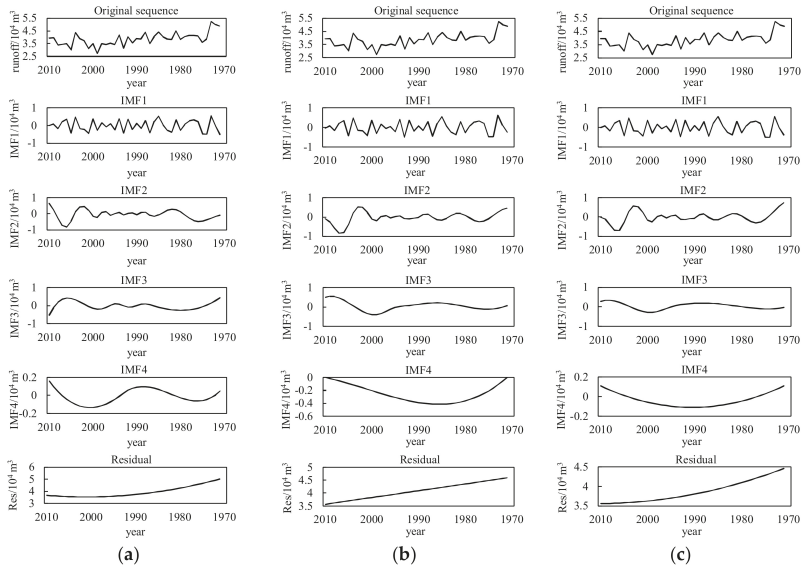 Original sequence
runoff/10⁴ m³
5.5
4.5
3.5
2.5
2010 2000 1990 1980 1970
year
IMF1
IMF1/10⁴ m³
1
0
-1
2010 2000 1990 1980 1970
year
IMF2
IMF2/10⁴ m³
1
0
-1
2010 2000 1990 1980 1970
year
IMF3
IMF3/10⁴ m³
1
0
-1
2010 2000 1990 1980 1970
year
IMF4
IMF4/10⁴ m³
0.2
0
-0.2
2010 2000 1990 1980 1970
year
Residual
Res/10⁴ m³
6
5
4
3
2010 2000 1990 1980 1970
year
(a)
Original sequence
runoff/10⁴ m³
5.5
4.5
3.5
2.5
2010 2000 1990 1980 1970
year
IMF1
IMF1/10⁴ m³
1
0
-1
2010 2000 1990 1980 1970
year
IMF2
IMF2/10⁴ m³
1
0
-1
2010 2000 1990 1980 1970
year
IMF3
IMF3/10⁴ m³
1
0
-1
2010 2000 1990 1980 1970
year
IMF4
IMF4/10⁴ m³
0
-0.2
-0.4
-0.6
2010 2000 1990 1980 1970
year
Residual
Res/10⁴ m³
5
4.5
4
3.5
2010 2000 1990 1980 1970
year
(b)
Original sequence
runoff/10⁴ m³
5.5
4.5
3.5
2.5
2010 2000 1990 1980 1970
year
IMF1
IMF1/10⁴ m³
1
0
-1
2010 2000 1990 1980 1970
year
IMF2
IMF2/10⁴ m³
1
0
-1
2010 2000 1990 1980 1970
year
IMF3
IMF3/10⁴ m³
1
0
-1
2010 2000 1990 1980 1970
year
IMF4
IMF4/10⁴ m³
0.2
0
-0.2
2010 2000 1990 1980 1970
year
Residual
Res/10⁴ m³
4.5
4
3.5
2010 2000 1990 1980 1970
year
(c)